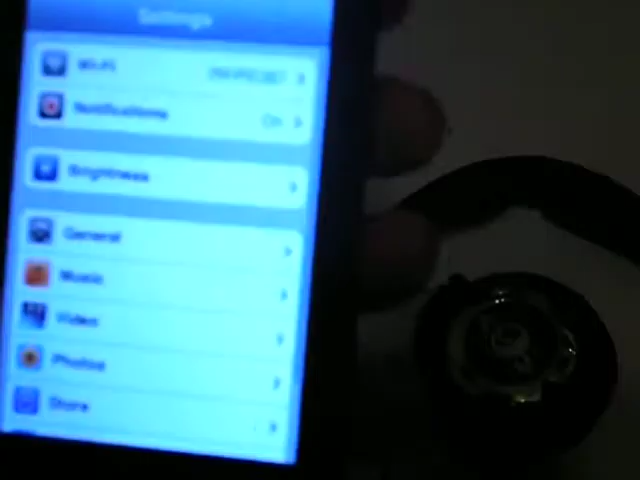 Settings
Wi-Fi
Notifications On
Brightness
General
Music
Video
Photos
Store